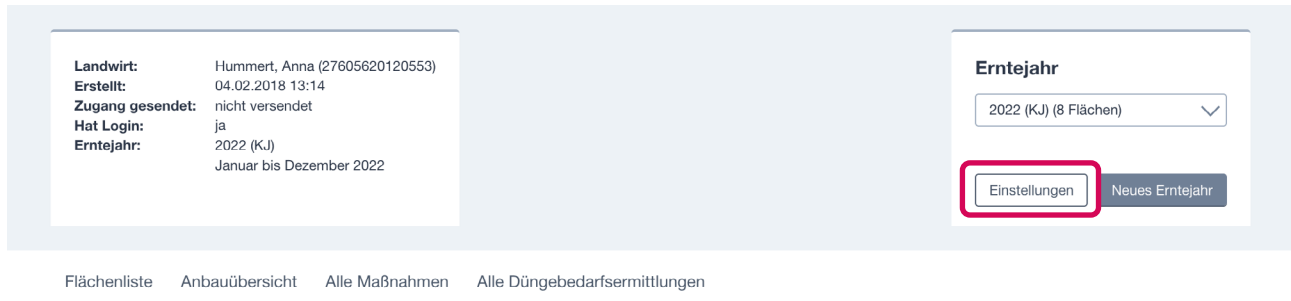 Landwirt: Hummert, Anna (27605620120553)
Erstellt: 04.02.2018 13:14
Zugang gesendet: nicht versendet
Hat Login: ja
Erntejahr: 2022 (KJ)
Januar bis Dezember 2022
Erntejahr
2022 (KJ) (8 Flächen)
Einstellungen Neues Erntejahr
Flächenliste Anbauübersicht Alle Maßnahmen Alle Düngebedarfsermittlungen